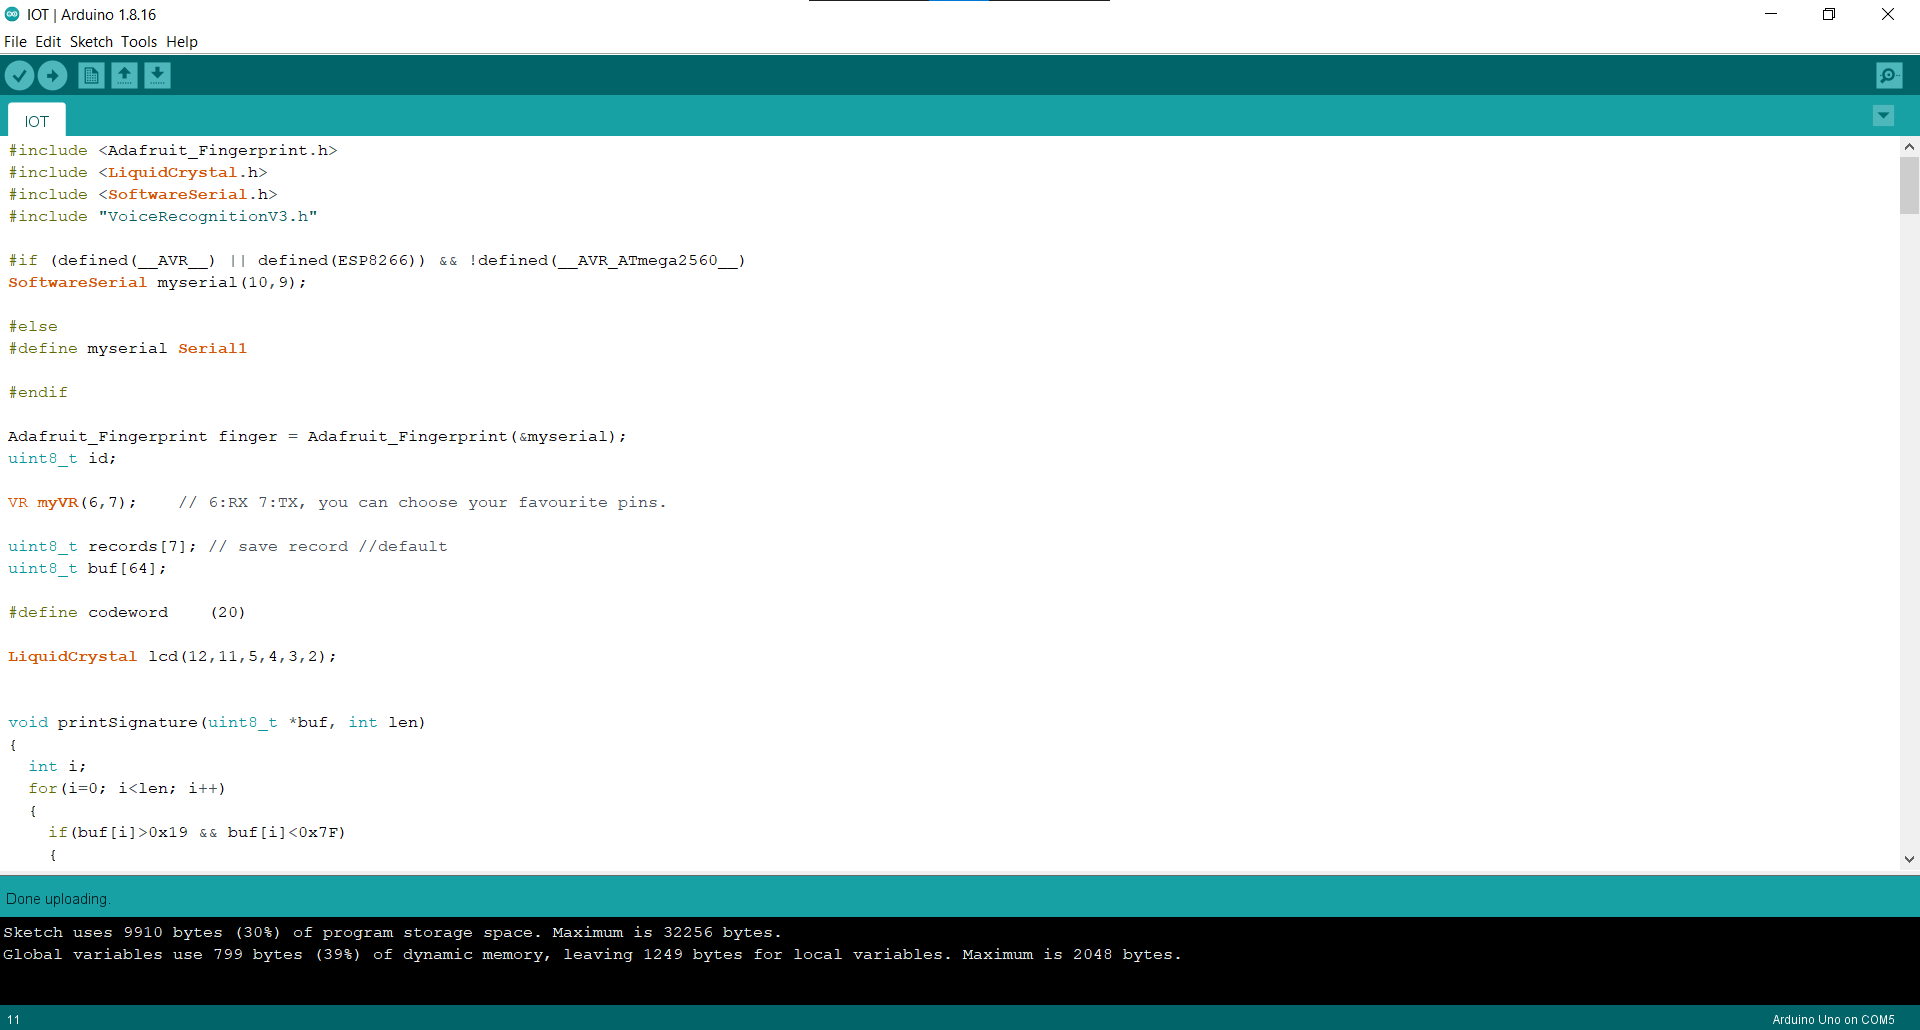 IOT | Arduino 1.8.16
File Edit Sketch Tools Help
IOT
#include <Adafruit_Fingerprint.h>
#include <LiquidCrystal.h>
#include <SoftwareSerial.h>
#include "VoiceRecognitionV3.h"
#if (defined(__AVR__) || defined(ESP8266)) && !defined(__AVR_ATmega2560__)
SoftwareSerial myserial(10,9);
#else
#define myserial Serial1
#endif
Adafruit_Fingerprint finger = Adafruit_Fingerprint(&myserial);
uint8_t id;
VR myVR(6,7);    // 6:RX 7:TX, you can choose your favourite pins.
uint8_t records[7]; // save record //default
uint8_t buf[64];
#define codeword    (20)
LiquidCrystal lcd(12,11,5,4,3,2);
void printSignature(uint8_t *buf, int len)
{
  int i;
  for(i=0; i<len; i++)
  {
    if(buf[i]>0x19 && buf[i]<0x7F)
    {
Done uploading.
Sketch uses 9910 bytes (30%) of program storage space. Maximum is 32256 bytes.
Global variables use 799 bytes (39%) of dynamic memory, leaving 1249 bytes for local variables. Maximum is 2048 bytes.
11
Arduino Uno on COM5